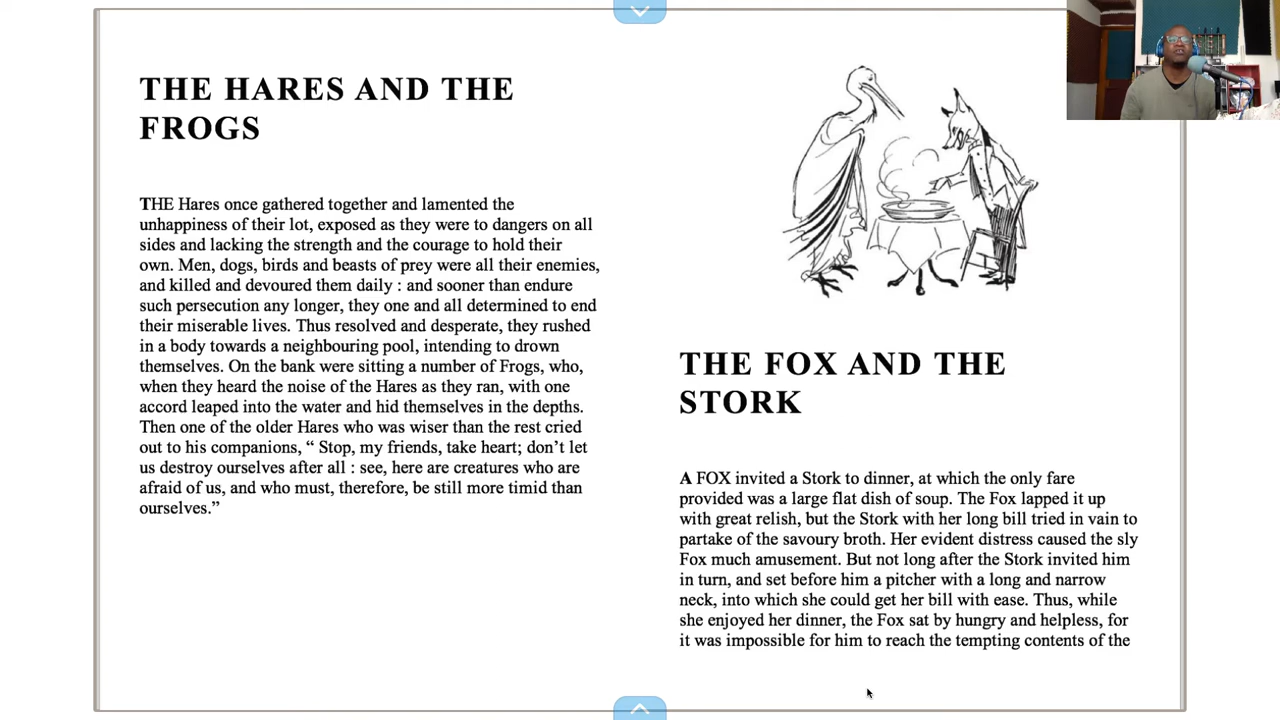 THE HARES AND THE
FROGS
THE Hares once gathered together and lamented the
unhappiness of their lot, exposed as they were to dangers on all
sides and lacking the strength and the courage to hold their
own. Men, dogs, birds and beasts of prey were all their enemies,
and killed and devoured them daily : and sooner than endure
such persecution any longer, they one and all determined to end
their miserable lives. Thus resolved and desperate, they rushed
in a body towards a neighbouring pool, intending to drown
themselves. On the bank were sitting a number of Frogs, who,
when they heard the noise of the Hares as they ran, with one
accord leaped into the water and hid themselves in the depths.
Then one of the older Hares who was wiser than the rest cried
out to his companions, “ Stop, my friends, take heart; don’t let
us destroy ourselves after all : see, here are creatures who are
afraid of us, and who must, therefore, be still more timid than
ourselves.”
THE FOX AND THE
STORK
A FOX invited a Stork to dinner, at which the only fare
provided was a large flat dish of soup. The Fox lapped it up
with great relish, but the Stork with her long bill tried in vain to
partake of the savoury broth. Her evident distress caused the sly
Fox much amusement. But not long after the Stork invited him
in turn, and set before him a pitcher with a long and narrow
neck, into which she could get her bill with ease. Thus, while
she enjoyed her dinner, the Fox sat by hungry and helpless, for
it was impossible for him to reach the tempting contents of the